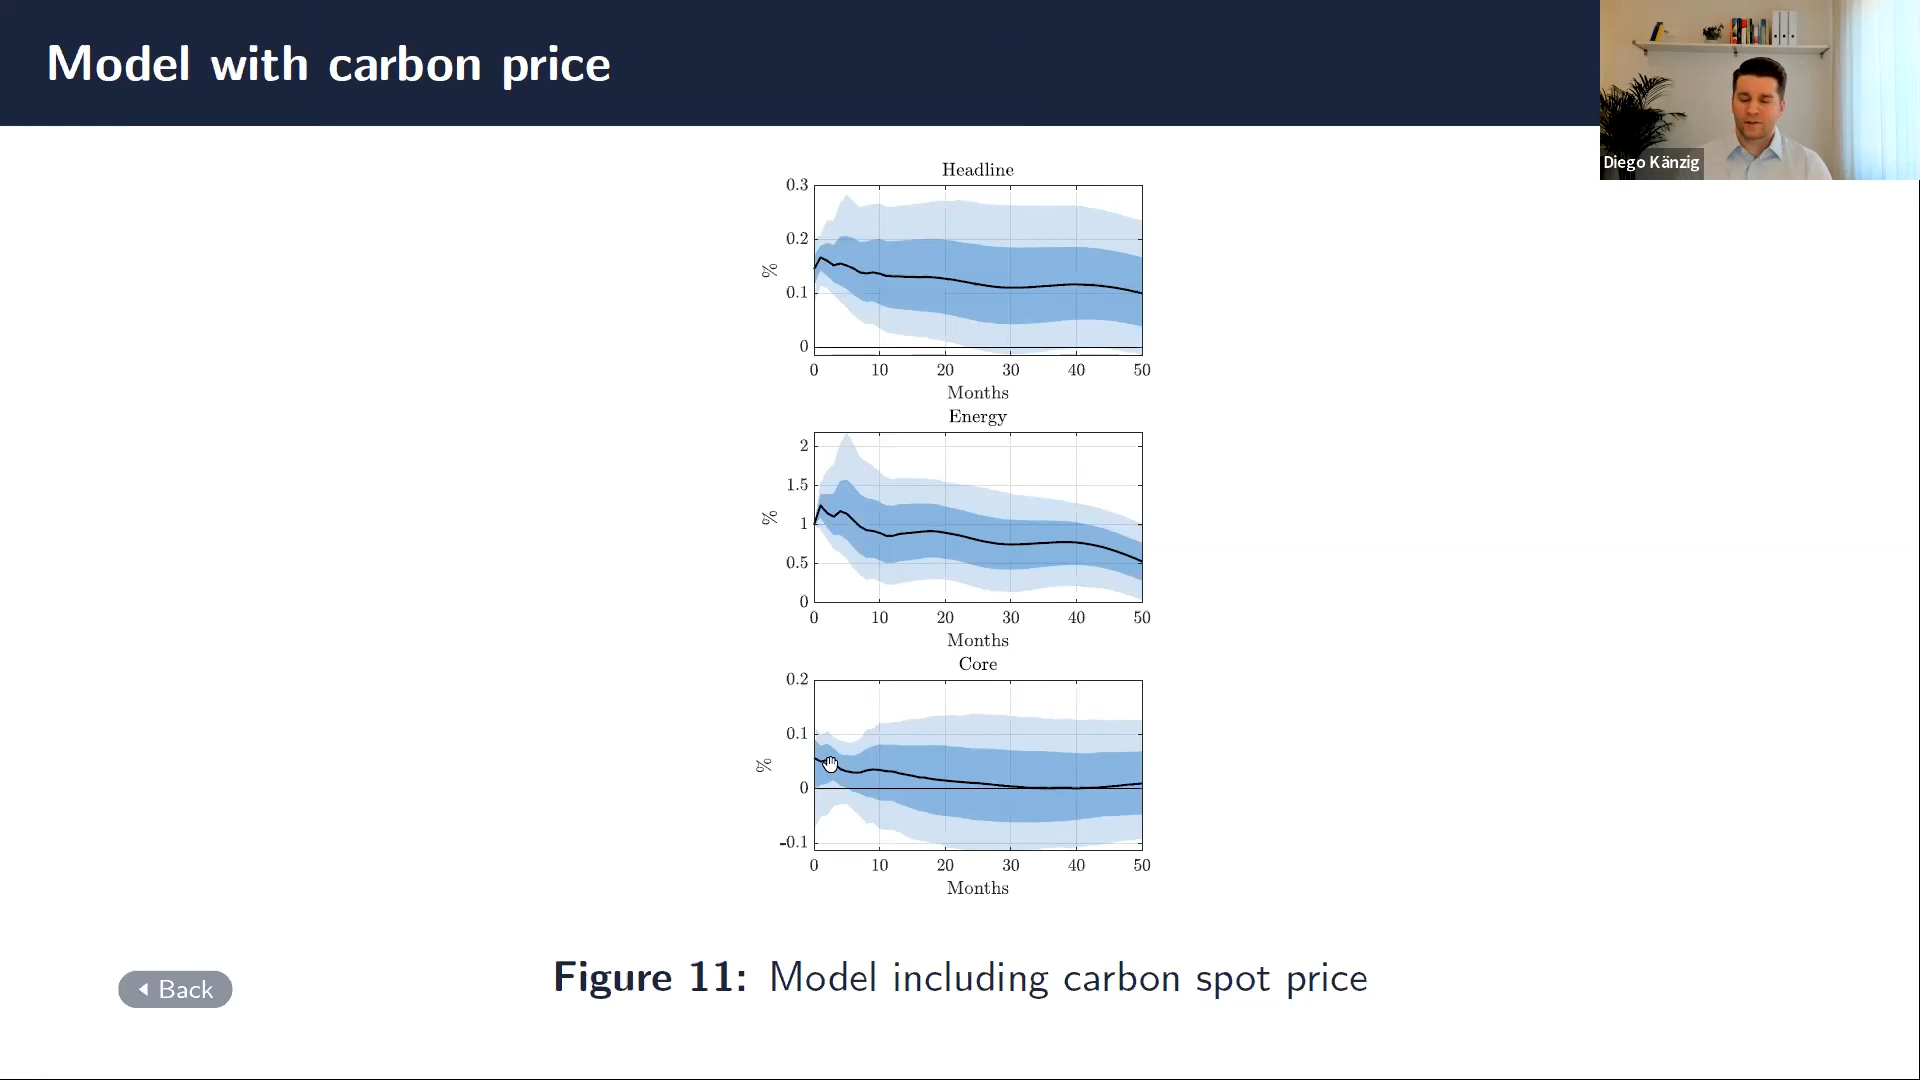 Model with carbon price
Diego Känzig
Headline
0.3
0.2
0.1
0
%
0 10 20 30 40 50
Months
Energy
2
1.5
1
0.5
0
%
0 10 20 30 40 50
Months
Core
0.2
0.1
0
-0.1
%
0 10 20 30 40 50
Months
Figure 11: Model including carbon spot price
Back